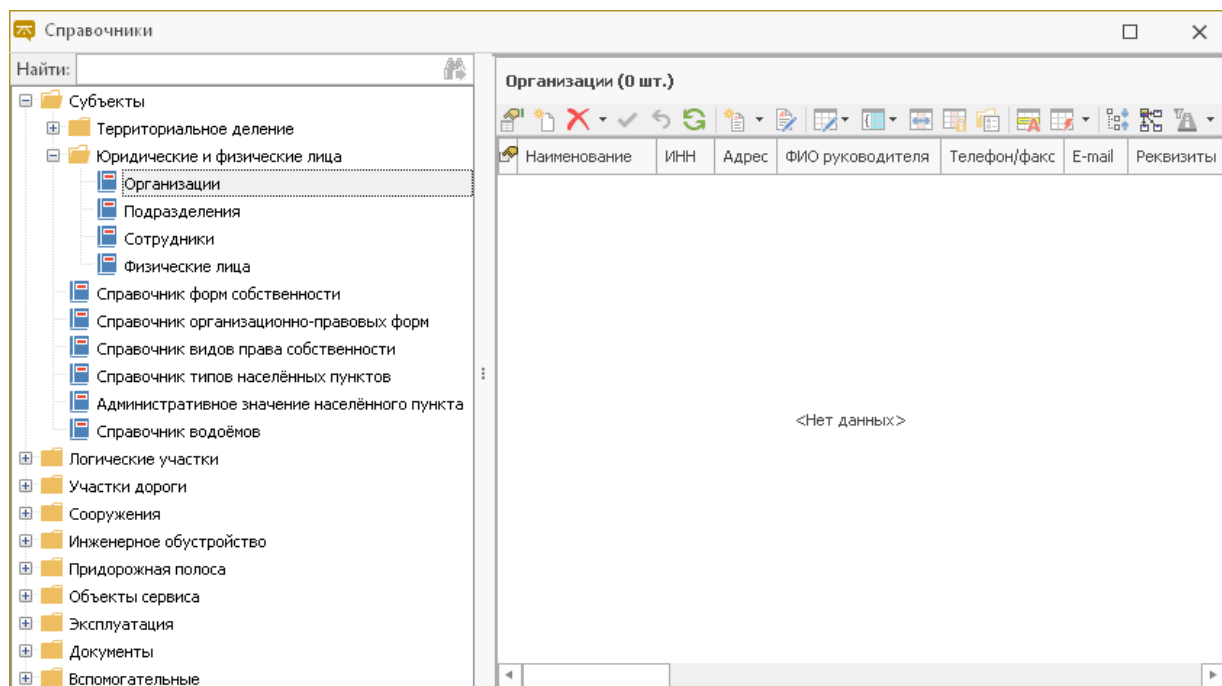 Справочники
Найти:
Субъекты
Территориальное деление
Юридические и физические лица
Организации
Подразделения
Сотрудники
Физические лица
Справочник форм собственности
Справочник организационно-правовых форм
Справочник видов права собственности
Справочник типов населённых пунктов
Административное значение населённого пункта
Справочник водоёмов
Логические участки
Участки дороги
Сооружения
Инженерное обустройство
Придорожная полоса
Объекты сервиса
Эксплуатация
Документы
Вспомогательные
Организации (0 шт.)
Наименование ИНН Адрес ФИО руководителя Телефон/факс E-mail Реквизиты
<Нет данных>